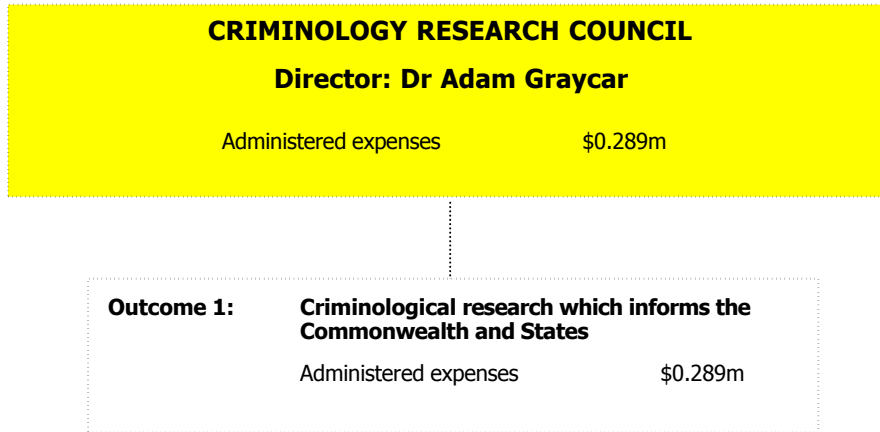 CRIMINOLOGY RESEARCH COUNCIL
Director: Dr Adam Graycar
Administered expenses $0.289m
Outcome 1: Criminological research which informs the
Commonwealth and States
Administered expenses $0.289m